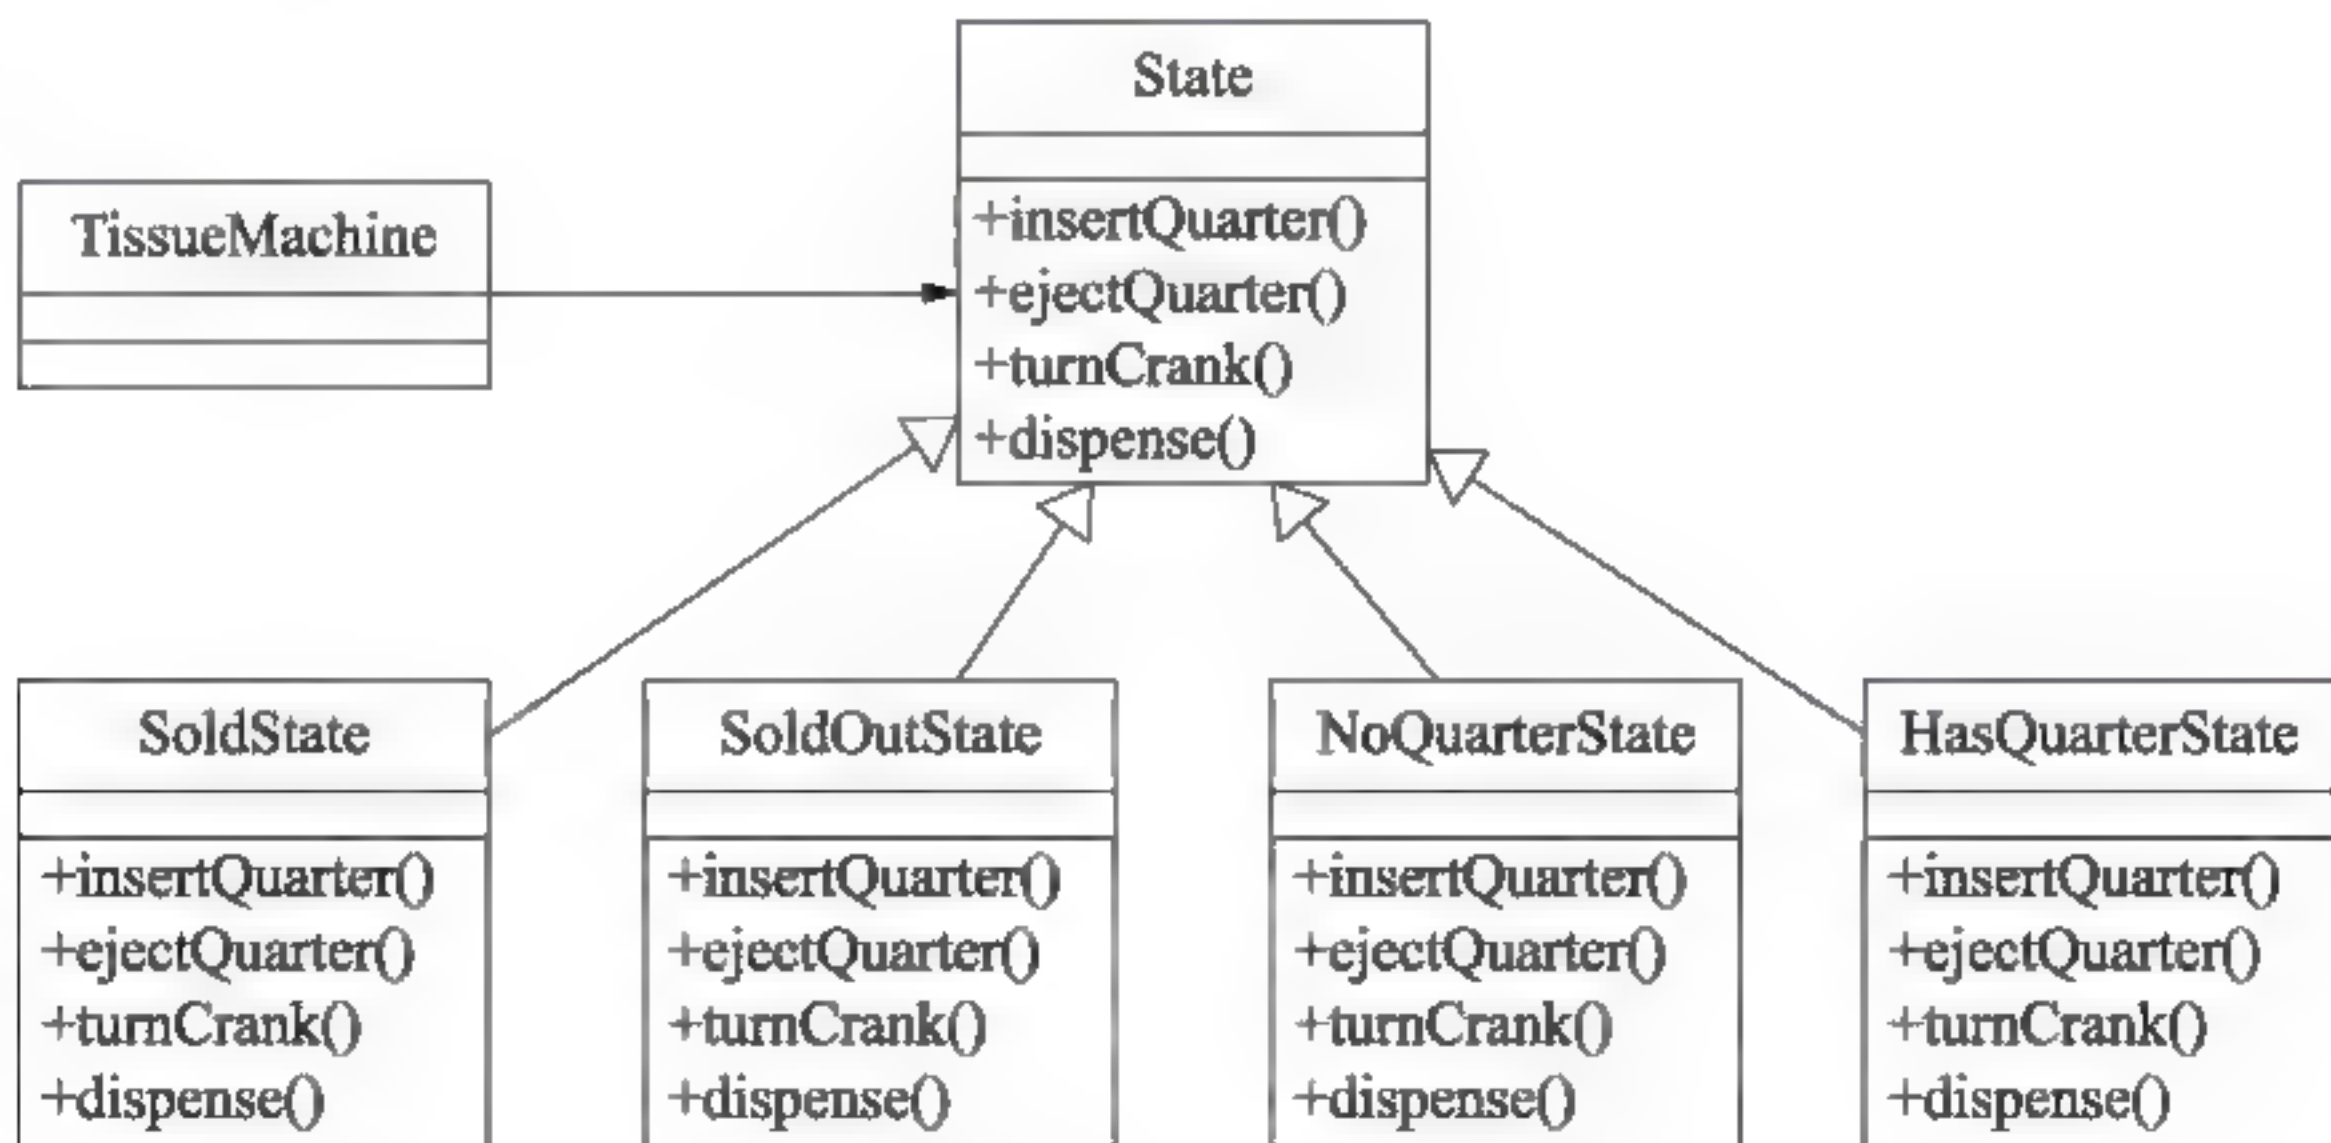 State
+insertQuarter()
+ejectQuarter()
+turnCrank()
+dispense()
TissueMachine
SoldState
+insertQuarter()
+ejectQuarter()
+turnCrank()
+dispense()
SoldOutState
+insertQuarter()
+ejectQuarter()
+turnCrank()
+dispense()
NoQuarterState
+insertQuarter()
+ejectQuarter()
+turnCrank()
+dispense()
HasQuarterState
+insertQuarter()
+ejectQuarter()
+turnCrank()
+dispense()